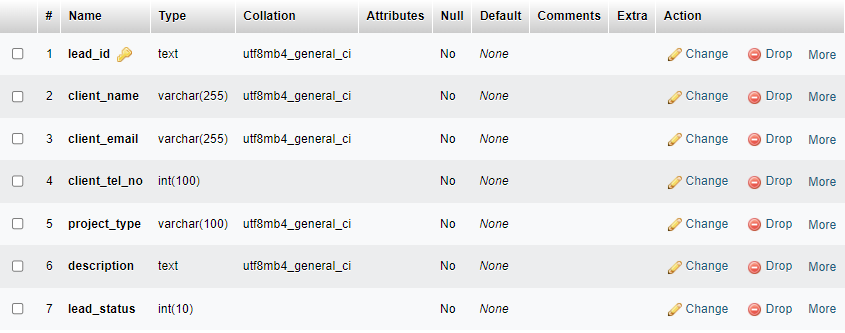 # Name Type Collation Attributes Null Default Comments Extra Action
1 lead_id text utf8mb4_general_ci No None Change Drop More
2 client_name varchar(255) utf8mb4_general_ci No None Change Drop More
3 client_email varchar(255) utf8mb4_general_ci No None Change Drop More
4 client_tel_no int(100) No None Change Drop More
5 project_type varchar(100) utf8mb4_general_ci No None Change Drop More
6 description text utf8mb4_general_ci No None Change Drop More
7 lead_status int(10) No None Change Drop More